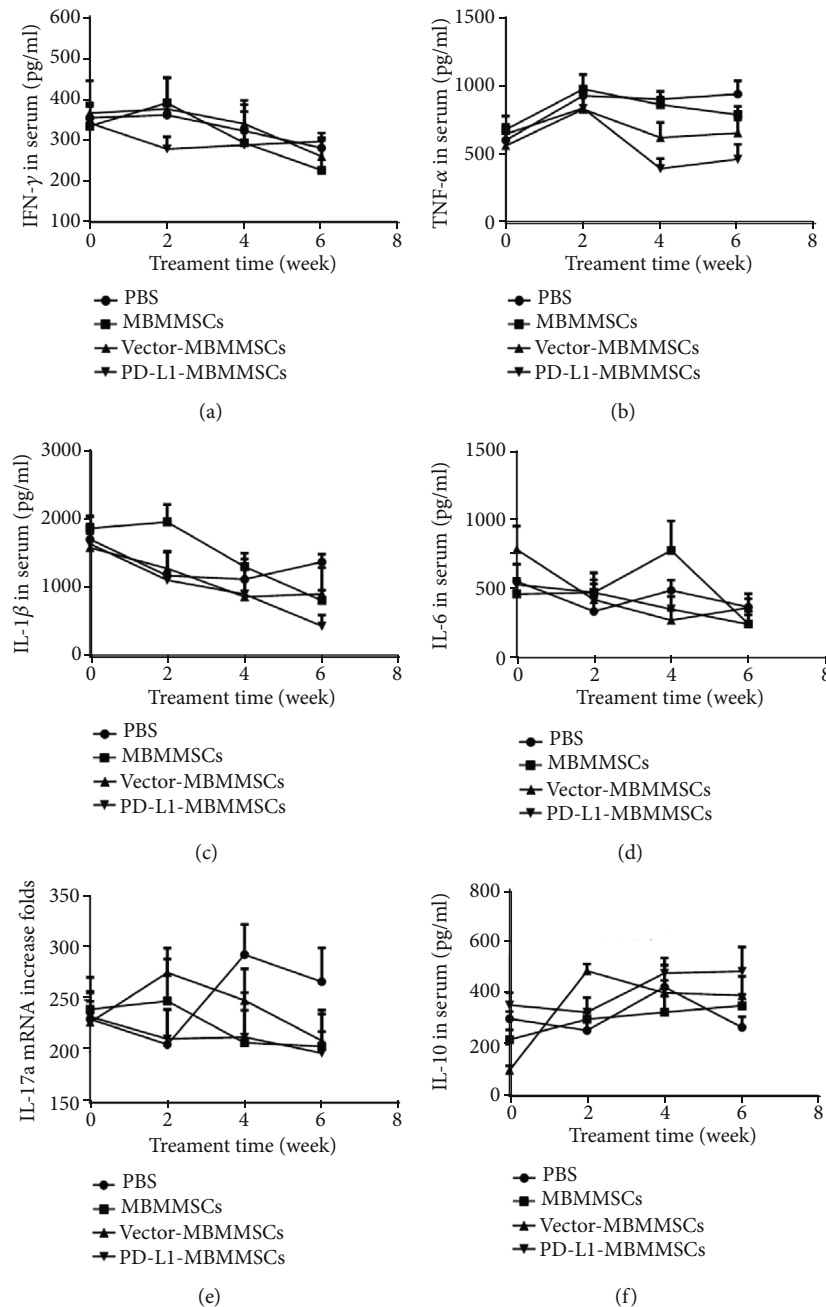 600
500
400
300
200
100
0 2 4 6 8
IFN-γ in serum (pg/ml)
Treament time (week)
PBS
MBMMSCs
Vector-MBMMSCs
PD-L1-MBMMSCs
(a)
1500
1000
500
0
0 2 4 6 8
TNF-α in serum (pg/ml)
Treament time (week)
PBS
MBMMSCs
Vector-MBMMSCs
PD-L1-MBMMSCs
(b)
3000
2000
1000
0
0 2 4 6 8
IL-1β in serum (pg/ml)
Treament time (week)
PBS
MBMMSCs
Vector-MBMMSCs
PD-L1-MBMMSCs
(c)
1500
1000
500
0
0 2 4 6 8
IL-6 in serum (pg/ml)
Treament time (week)
PBS
MBMMSCs
Vector-MBMMSCs
PD-L1-MBMMSCs
(d)
350
300
250
200
150
0 2 4 6 8
IL-17a mRNA increase folds
Treament time (week)
PBS
MBMMSCs
Vector-MBMMSCs
PD-L1-MBMMSCs
(e)
800
600
400
200
0
0 2 4 6 8
IL-10 in serum (pg/ml)
Treament time (week)
PBS
MBMMSCs
Vector-MBMMSCs
PD-L1-MBMMSCs
(f)